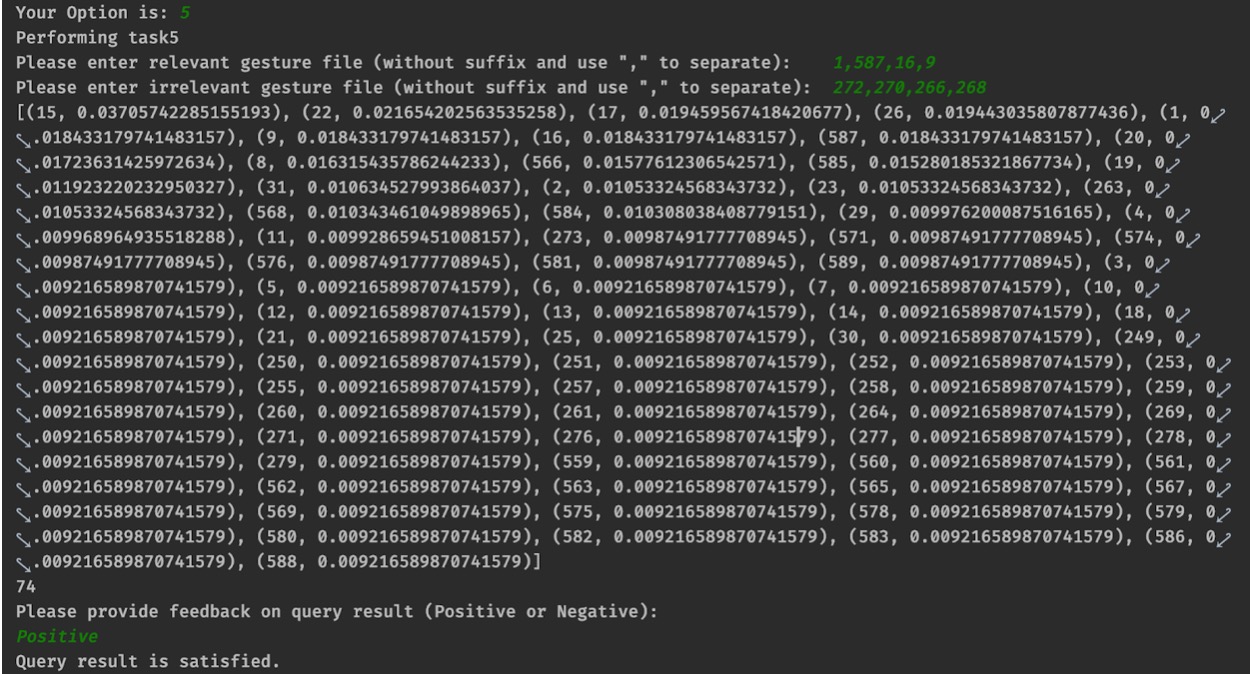 Your Option is: 5
Performing task5
Please enter relevant gesture file (without suffix and use "," to separate): 1,587,16,9
Please enter irrelevant gesture file (without suffix and use "," to separate): 272,270,266,268
[(15, 0.03705742285155193), (22, 0.0216542025635352​58), (17, 0.019459567418420677), (26, 0.019443035807877436), (1, 0
.018433179741483157), (9, 0.018433179741483157), (16, 0.018433179741483157), (587, 0.018433179741483157), (20, 0
.01723631425972634), (8, 0.016315435786244233), (566, 0.01577612306542571), (585, 0.015280185321867734), (19, 0
.011923220232950327), (31, 0.010634527993864037), (2, 0.01053324568343732), (23, 0.01053324568343732), (263, 0
.01053324568343732), (568, 0.010343461049898965), (584, 0.010308038408779151), (29, 0.009976200087516165), (4, 0
.009968964935518288), (11, 0.009928659451008157), (273, 0.00987491777708945), (571, 0.00987491777708945), (574, 0
.00987491777708945), (576, 0.00987491777708945), (581, 0.00987491777708945), (589, 0.00987491777708945), (3, 0
.009216589870741579), (5, 0.009216589870741579), (6, 0.009216589870741579), (7, 0.009216589870741579), (10, 0
.009216589870741579), (12, 0.009216589870741579), (13, 0.009216589870741579), (14, 0.009216589870741579), (18, 0
.009216589870741579), (21, 0.009216589870741579), (25, 0.009216589870741579), (30, 0.009216589870741579), (249, 0
.009216589870741579), (250, 0.009216589870741579), (251, 0.009216589870741579), (252, 0.009216589870741579), (253, 0
.009216589870741579), (255, 0.009216589870741579), (257, 0.009216589870741579), (258, 0.009216589870741579), (259, 0
.009216589870741579), (260, 0.009216589870741579), (261, 0.009216589870741579), (264, 0.009216589870741579), (269, 0
.009216589870741579), (271, 0.009216589870741579), (276, 0.009216589870741579), (277, 0.009216589870741579), (278, 0
.009216589870741579), (279, 0.009216589870741579), (559, 0.009216589870741579), (560, 0.009216589870741579), (561, 0
.009216589870741579), (562, 0.009216589870741579), (563, 0.009216589870741579), (565, 0.009216589870741579), (567, 0
.009216589870741579), (569, 0.009216589870741579), (575, 0.009216589870741579), (578, 0.009216589870741579), (579, 0
.009216589870741579), (580, 0.009216589870741579), (582, 0.009216589870741579), (583, 0.009216589870741579), (586, 0
.009216589870741579), (588, 0.009216589870741579)]
74
Please provide feedback on query result (Positive or Negative):
Positive
Query result is satisfied.